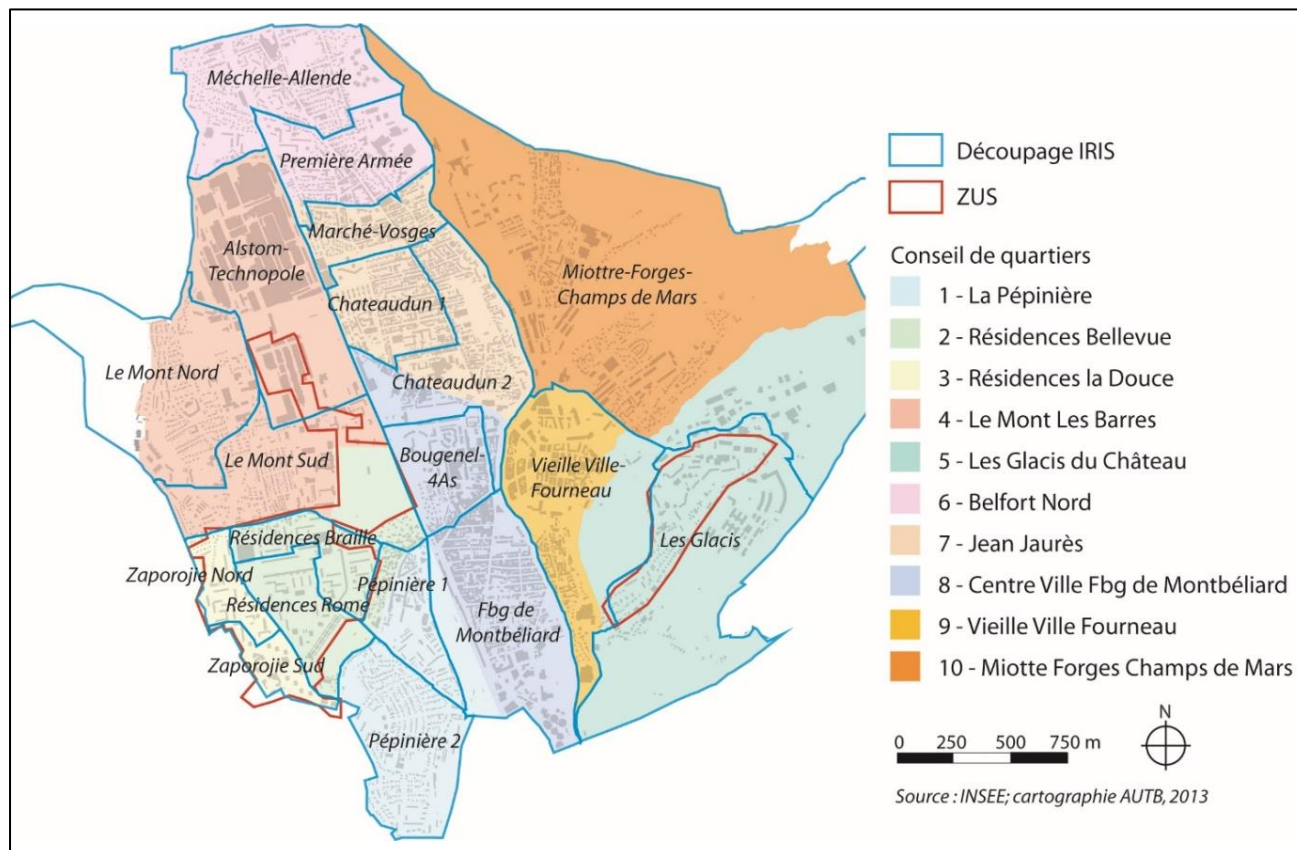 Méchelle-Allende
Première Armée
Marché-Vosges
Alstom-
Technopole
Chateaudun 1
Miottre-Forges-
Champs de Mars
Le Mont Nord
Chateaudun 2
Le Mont Sud
Bougenel-
4As
Vieille Ville-
Fourneau
Les Glacis
Résidences Braille
Zaporojie Nord
Pépinière 1
Résidences Rome
Fbg de
Montbéliard
Zaporojie Sud
Pépinière 2
Découpage IRIS
ZUS
Conseil de quartiers
1 - La Pépinière
2 - Résidences Bellevue
3 - Résidences la Douce
4 - Le Mont Les Barres
5 - Les Glacis du Château
6 - Belfort Nord
7 - Jean Jaurès
8 - Centre Ville Fbg de Montbéliard
9 - Vieille Ville Fourneau
10 - Miotte Forges Champs de Mars
N
0 250 500 750 m
Source : INSEE; cartographie AUTB, 2013